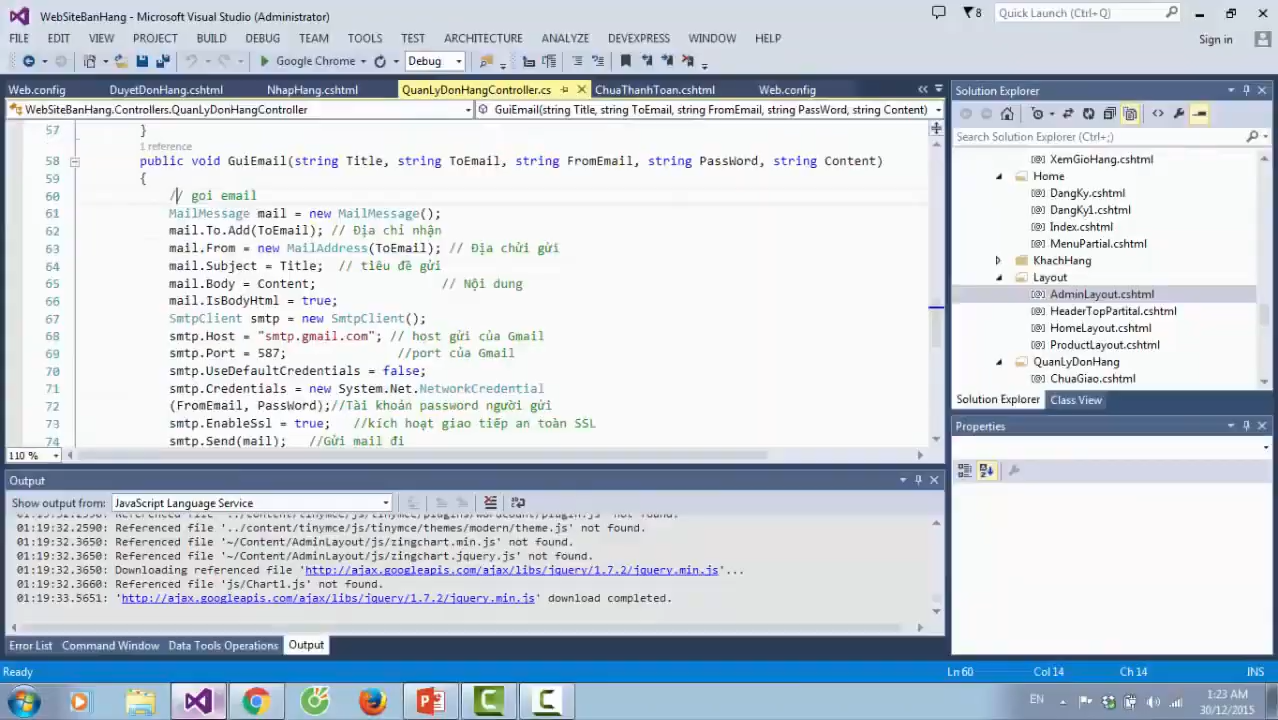 WebSiteBanHang - Microsoft Visual Studio (Administrator)
8
Quick Launch (Ctrl+Q)
FILE EDIT VIEW PROJECT BUILD DEBUG TEAM TOOLS TEST ARCHITECTURE ANALYZE DEVEXPRESS WINDOW HELP
Sign in
Google Chrome
Debug
Web.config DuyetDonHang.cshtml NhapHang.cshtml QuanLyDonHangController.cs ChuaThanhToan.cshtml Web.config
WebSiteBanHang.Controllers.QuanLyDonHangController
GuiEmail(string Title, string ToEmail, string FromEmail, string PassWord, string Content)
57 }
1 reference
58 public void GuiEmail(string Title, string ToEmail, string FromEmail, string PassWord, string Content)
59 {
60 // goi email
61 MailMessage mail = new MailMessage();
62 mail.To.Add(ToEmail); // Địa chỉ nhận
63 mail.From = new MailAddress(ToEmail); // Địa chửi gửi
64 mail.Subject = Title; // tiêu đề gửi
65 mail.Body = Content; // Nội dung
66 mail.IsBodyHtml = true;
67 SmtpClient smtp = new SmtpClient();
68 smtp.Host = "smtp.gmail.com"; // host gửi của Gmail
69 smtp.Port = 587; //port của Gmail
70 smtp.UseDefaultCredentials = false;
71 smtp.Credentials = new System.Net.NetworkCredential
72 (FromEmail, PassWord);//Tài khoản password người gửi
73 smtp.EnableSsl = true; //kích hoạt giao tiếp an toàn SSL
74 smtp.Send(mail); //Gửi mail đi
110 %
Solution Explorer
Search Solution Explorer (Ctrl+;)
XemGioHang.cshtml
Home
DangKy.cshtml
DangKy1.cshtml
Index.cshtml
MenuPartial.cshtml
KhachHang
Layout
AdminLayout.cshtml
HeaderTopPartital.cshtml
HomeLayout.cshtml
ProductLayout.cshtml
QuanLyDonHang
ChuaGiao.cshtml
Solution Explorer Class View
Properties
Output
Show output from: JavaScript Language Service
01:19:32.2590: Referenced file '../content/tinymce/js/tinymce/themes/modern/theme.js' not found.
01:19:32.3650: Referenced file '~/Content/AdminLayout/js/zingchart.min.js' not found.
01:19:32.3650: Referenced file '~/Content/AdminLayout/js/zingchart.jquery.js' not found.
01:19:32.3650: Downloading referenced file 'http://ajax.googleapis.com/ajax/libs/jquery/1.7.2/jquery.min.js'...
01:19:32.3660: Referenced file 'js/Chart1.js' not found.
01:19:33.5651: 'http://ajax.googleapis.com/ajax/libs/jquery/1.7.2/jquery.min.js' download completed.
Error List Command Window Data Tools Operations Output
Ready Ln 60 Col 14 Ch 14 INS
EN
1:23 AM
30/12/2015